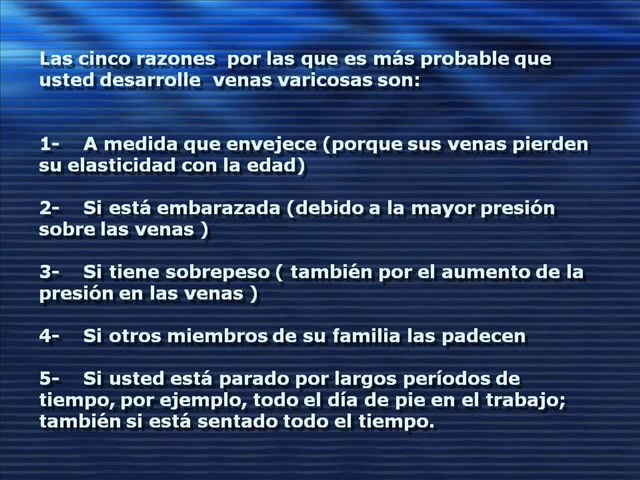 Las cinco razones  por las que es más probable que
usted desarrolle  venas varicosas son:
1-    A medida que envejece (porque sus venas pierden
su elasticidad con la edad)
2-    Si está embarazada (debido a la mayor presión
sobre las venas )
3-    Si tiene sobrepeso ( también por el aumento de la
presión en las venas )
4-    Si otros miembros de su familia las padecen
5-    Si usted está parado por largos períodos de
tiempo, por ejemplo, todo el día de pie en el trabajo;
también si está sentado todo el tiempo.